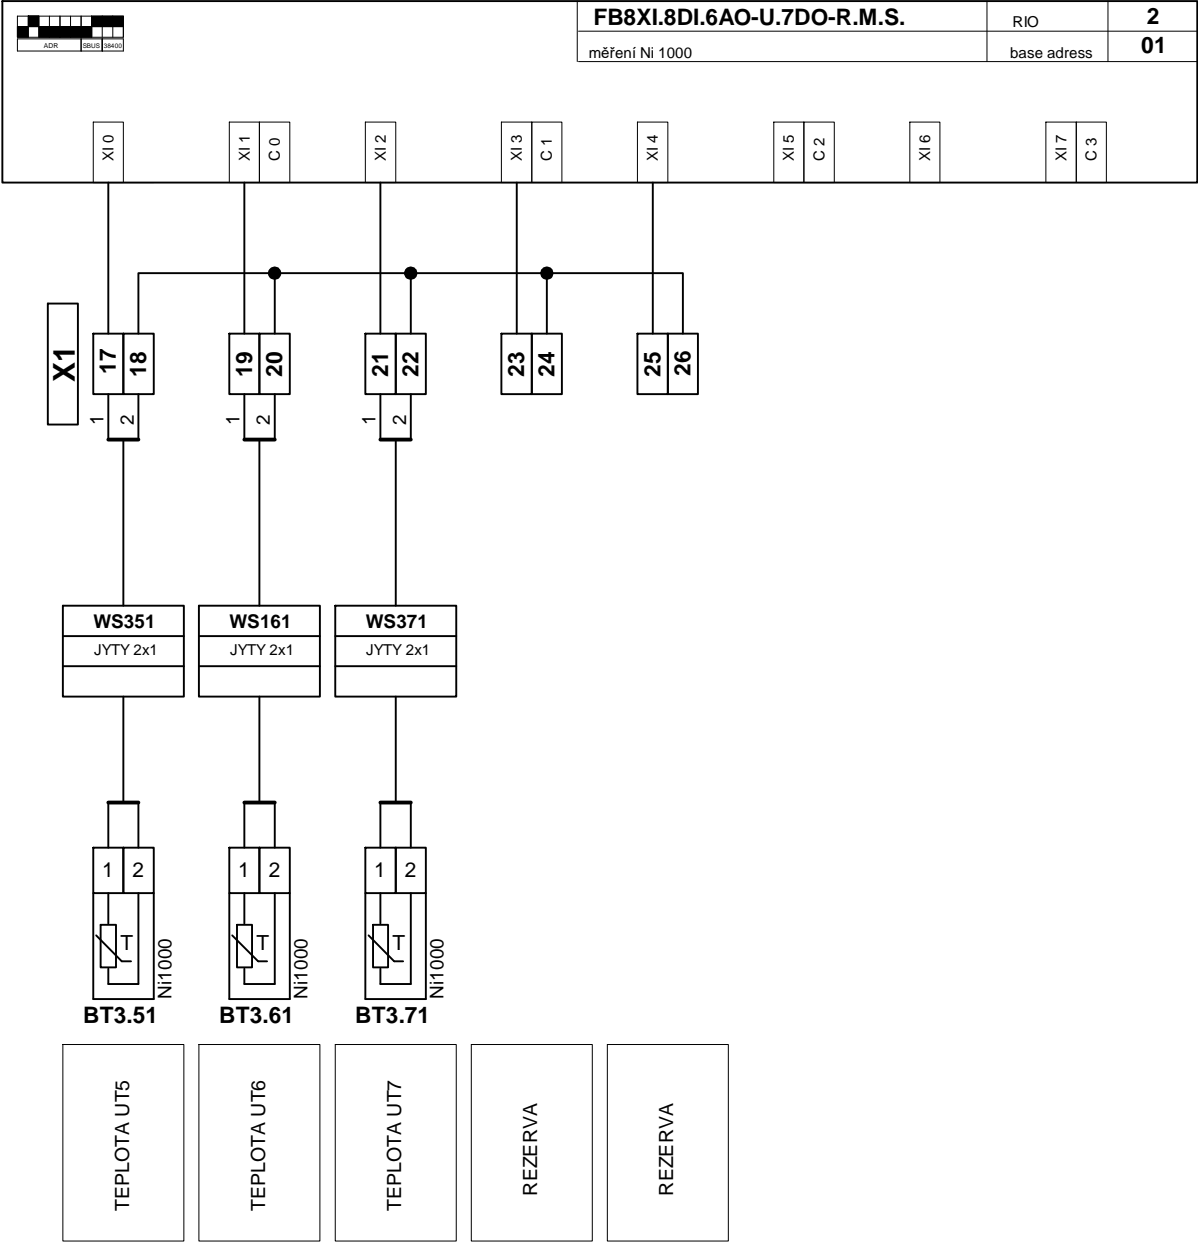 FB8XI.8DI.6AO-U.7DO-R.M.S.
RIO
2
měření Ni 1000
base adress
01
ADR
SBUS
38400
XI 0
XI 1
C 0
XI 2
XI 3
C 1
XI 4
XI 5
C 2
XI 6
XI 7
C 3
X1
17
18
19
20
21
22
23
24
25
26
1
2
1
2
1
2
WS351
JYTY 2x1
WS161
JYTY 2x1
WS371
JYTY 2x1
1
2
1
2
1
2
T
Ni1000
T
Ni1000
T
Ni1000
BT3.51
BT3.61
BT3.71
TEPLOTA UT5
TEPLOTA UT6
TEPLOTA UT7
REZERVA
REZERVA